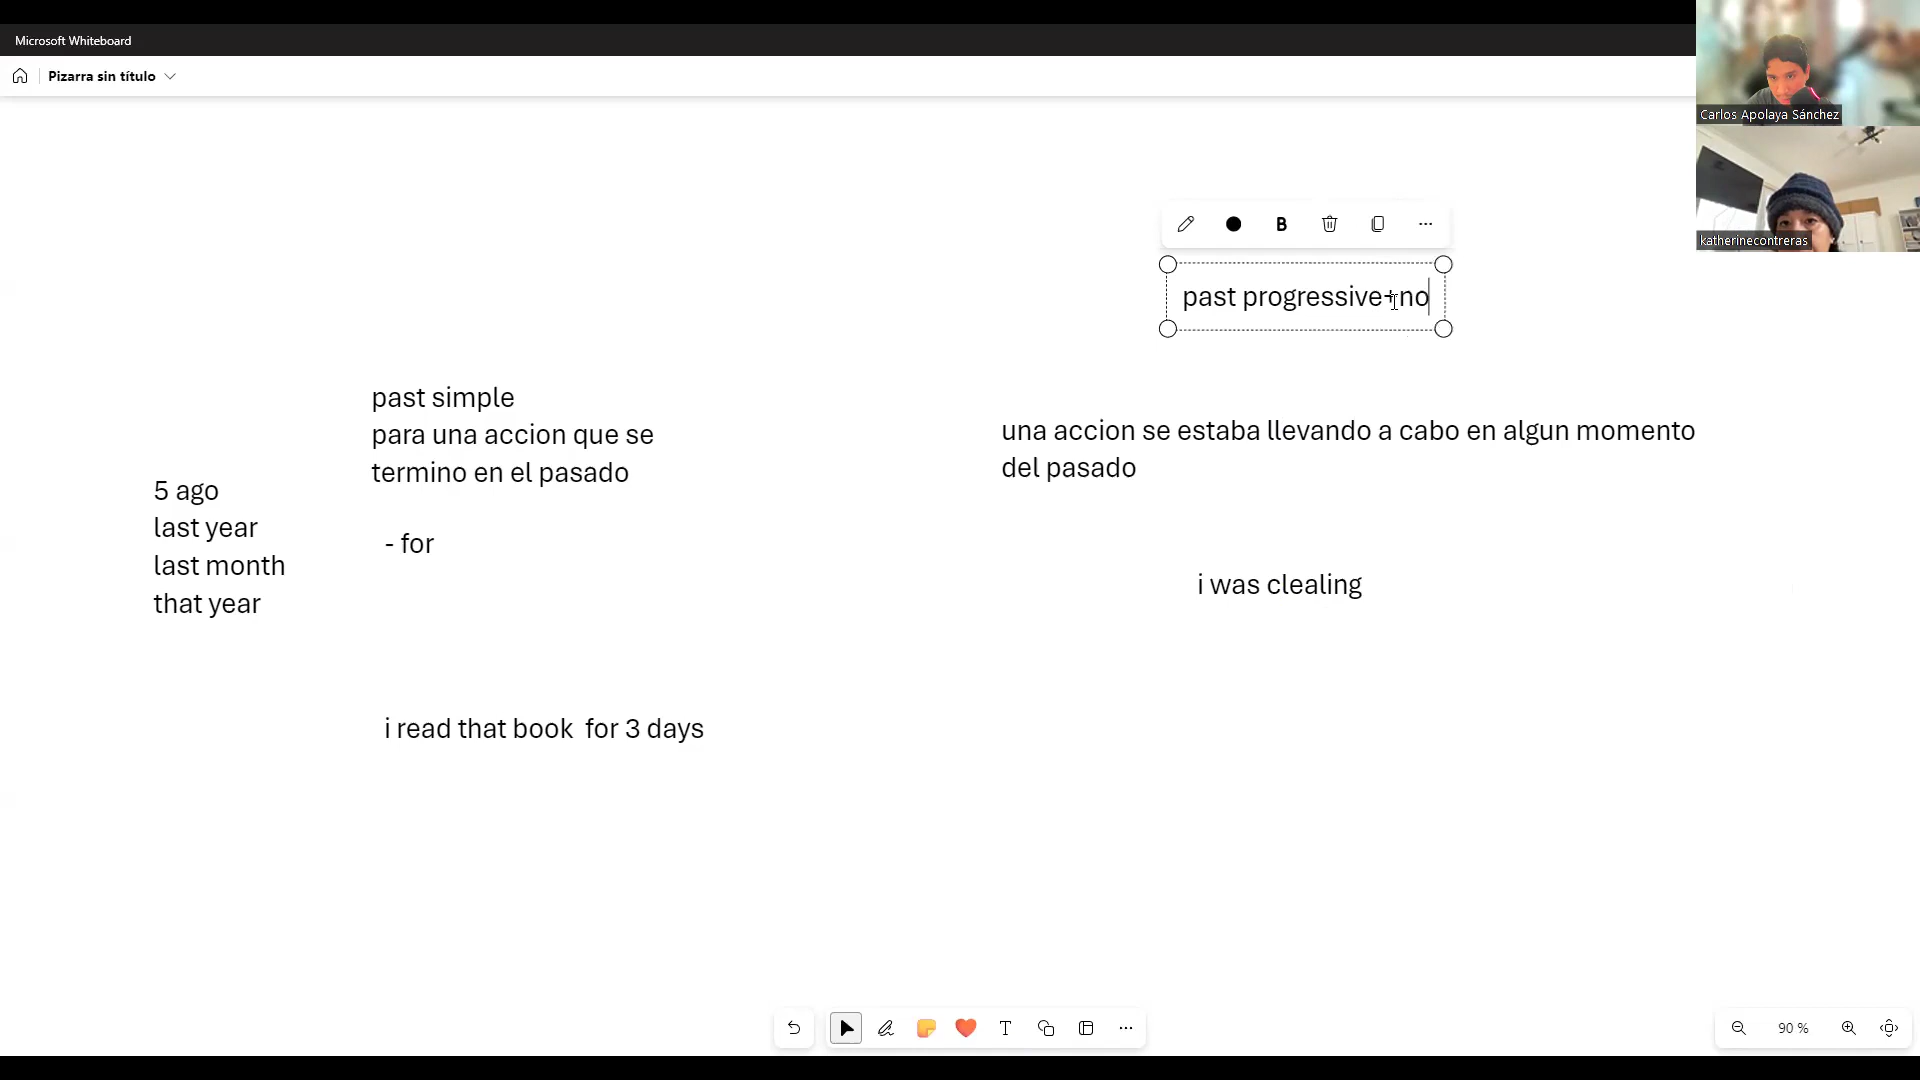 Microsoft Whiteboard
Pizarra sin título
Carlos Apolaya Sánchez
katherinecontreras
B
past progressive+no
past simple
para una accion que se
termino en el pasado
una accion se estaba llevando a cabo en algun momento
del pasado
5 ago
last year
last month
that year
- for
i was clealing
i read that book for 3 days
T
90 %